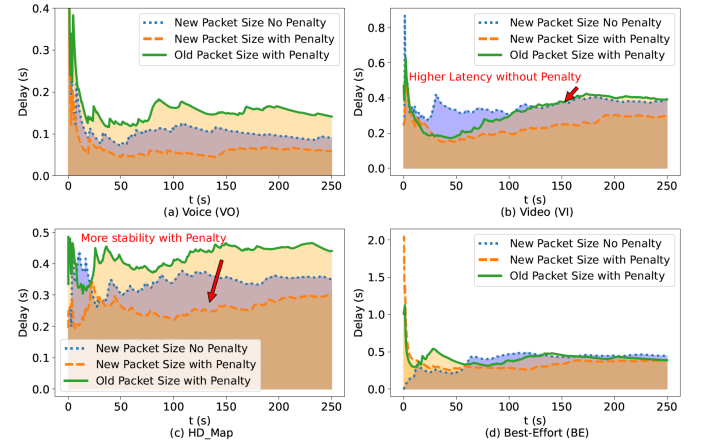 0.4
0.3
0.2
0.1
0.0
Delay (s)
New Packet Size No Penalty
New Packet Size with Penalty
Old Packet Size with Penalty
0 50 100 150 200 250
t (s)
(a) Voice (VO)
0.8
0.6
0.4
0.2
0.0
Delay (s)
New Packet Size No Penalty
New Packet Size with Penalty
Old Packet Size with Penalty
Higher Latency without Penalty
0 50 100 150 200 250
t (s)
(b) Video (VI)
0.5
0.4
0.3
0.2
0.1
0.0
Delay (s)
More stability with Penalty
New Packet Size No Penalty
New Packet Size with Penalty
Old Packet Size with Penalty
0 50 100 150 200 250
t (s)
(c) HD_Map
2.0
1.5
1.0
0.5
0.0
Delay (s)
New Packet Size No Penalty
New Packet Size with Penalty
Old Packet Size with Penalty
0 50 100 150 200 250
t (s)
(d) Best-Effort (BE)